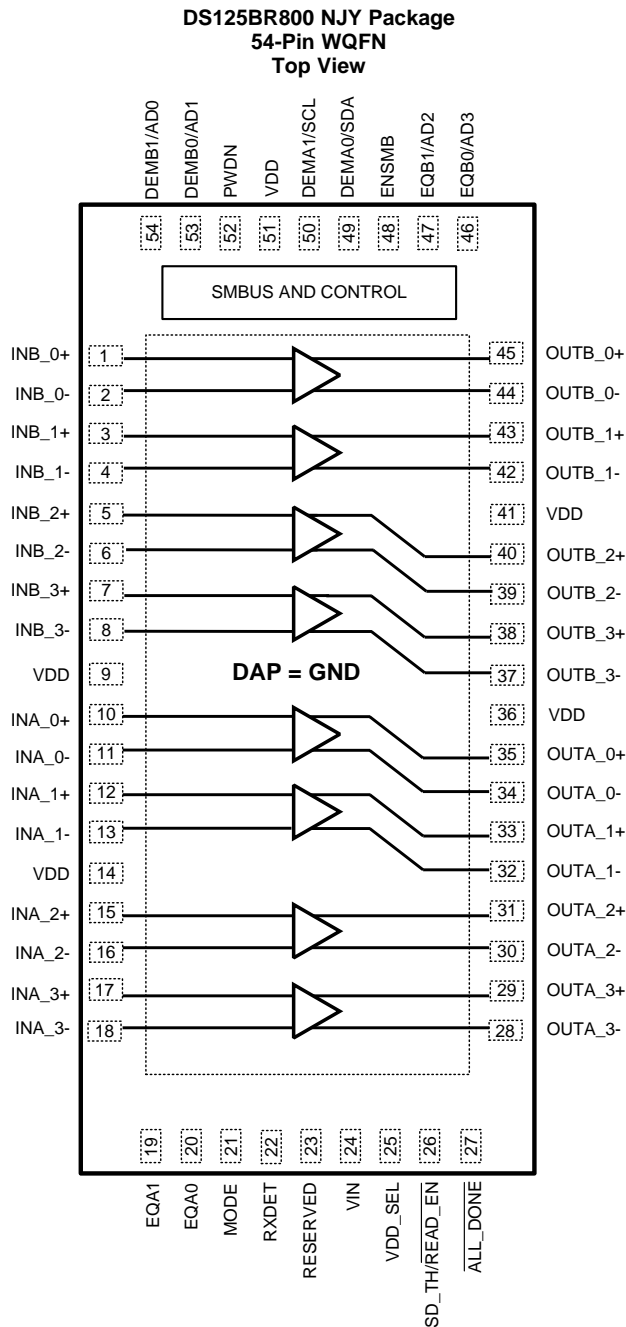 DS125BR800 NJY Package
54-Pin WQFN
Top View
DEMB1/AD0
DEMB0/AD1
PWDN
VDD
DEMA1/SCL
DEMA0/SDA
ENSMB
EQB1/AD2
EQB0/AD3
54
53
52
51
50
49
48
47
46
SMBUS AND CONTROL
INB_0+ 1 45 OUTB_0+
INB_0- 2 44 OUTB_0-
INB_1+ 3 43 OUTB_1+
INB_1- 4 42 OUTB_1-
INB_2+ 5 41 VDD
INB_2- 6 40 OUTB_2+
INB_3+ 7 39 OUTB_2-
INB_3- 8 38 OUTB_3+
VDD 9 DAP = GND 37 OUTB_3-
INA_0+ 10 36 VDD
INA_0- 11 35 OUTA_0+
INA_1+ 12 34 OUTA_0-
INA_1- 13 33 OUTA_1+
VDD 14 32 OUTA_1-
INA_2+ 15 31 OUTA_2+
INA_2- 16 30 OUTA_2-
INA_3+ 17 29 OUTA_3+
INA_3- 18 28 OUTA_3-
19
20
21
22
23
24
25
26
27
EQA1
EQA0
MODE
RXDET
RESERVED
VIN
VDD_SEL
SD_TH/READ_EN
ALL_DONE